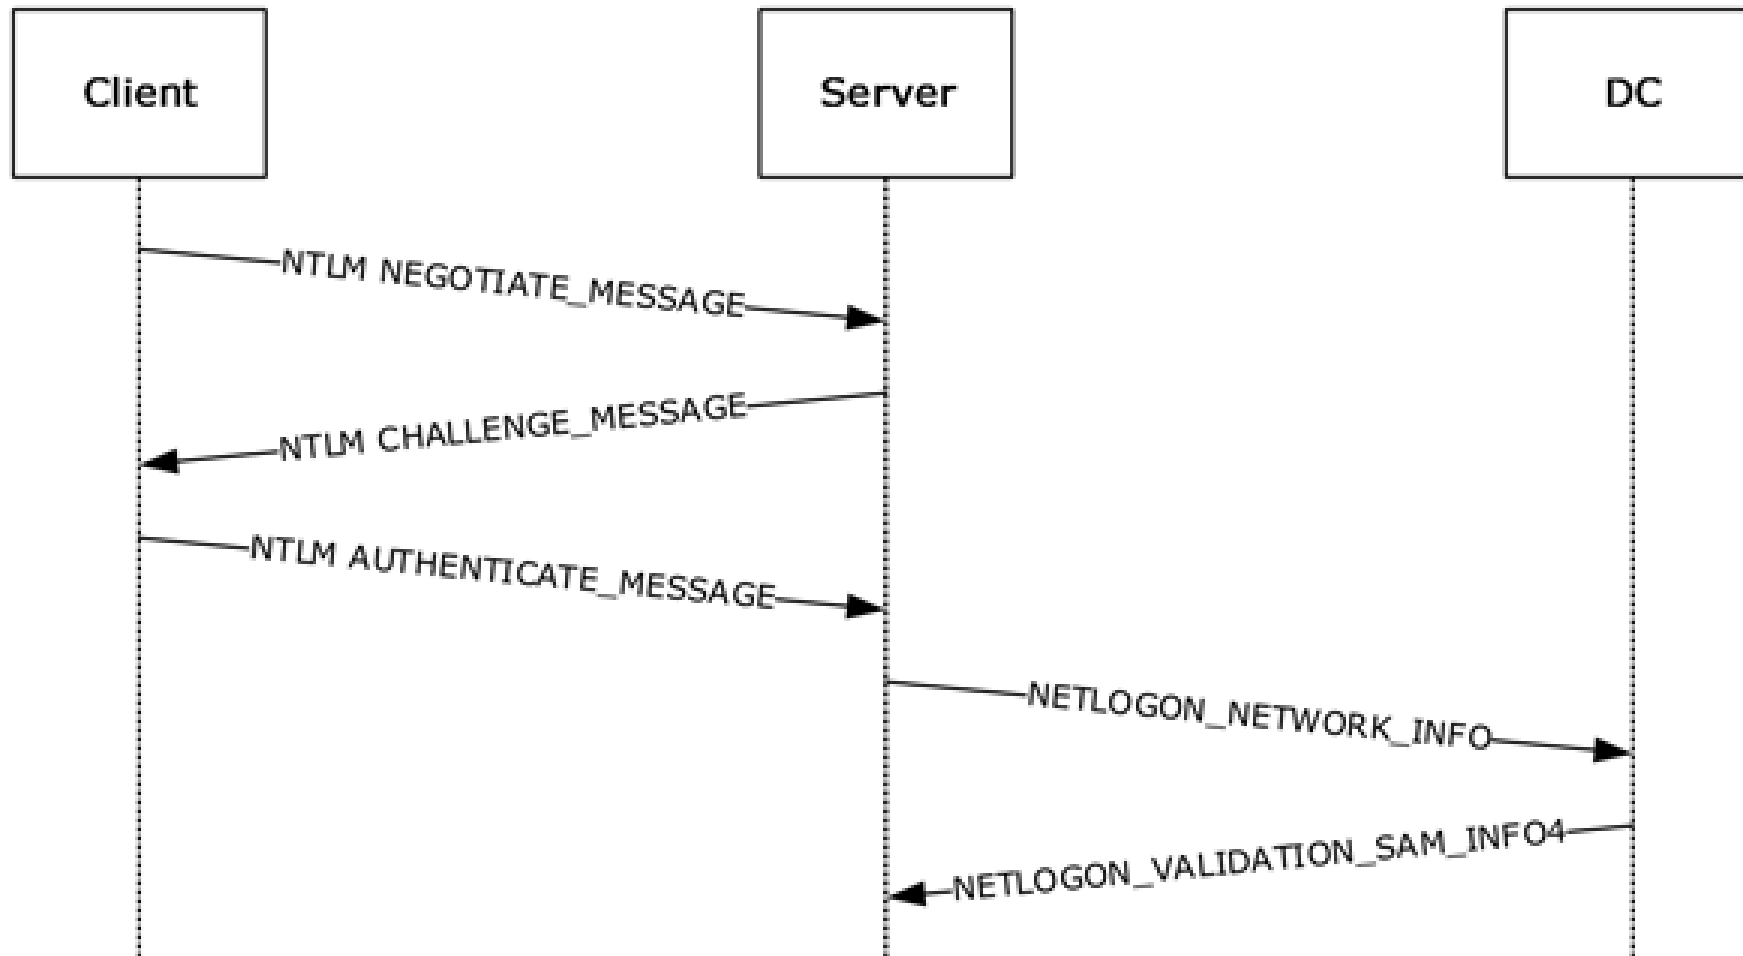 Client
Server
DC
NTLM NEGOTIATE_MESSAGE
NTLM CHALLENGE_MESSAGE
NTLM AUTHENTICATE_MESSAGE
NETLOGON_NETWORK_INFO
NETLOGON_VALIDATION_SAM_INFO4